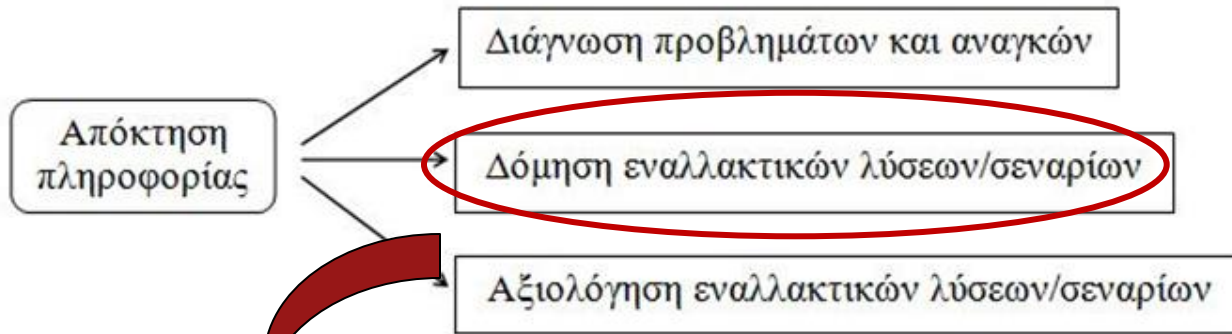 Διάγνωση προβλημάτων και αναγκών
Απόκτηση
πληροφορίας
Δόμηση εναλλακτικών λύσεων/σεναρίων
Αξιολόγηση εναλλακτικών λύσεων/σεναρίων